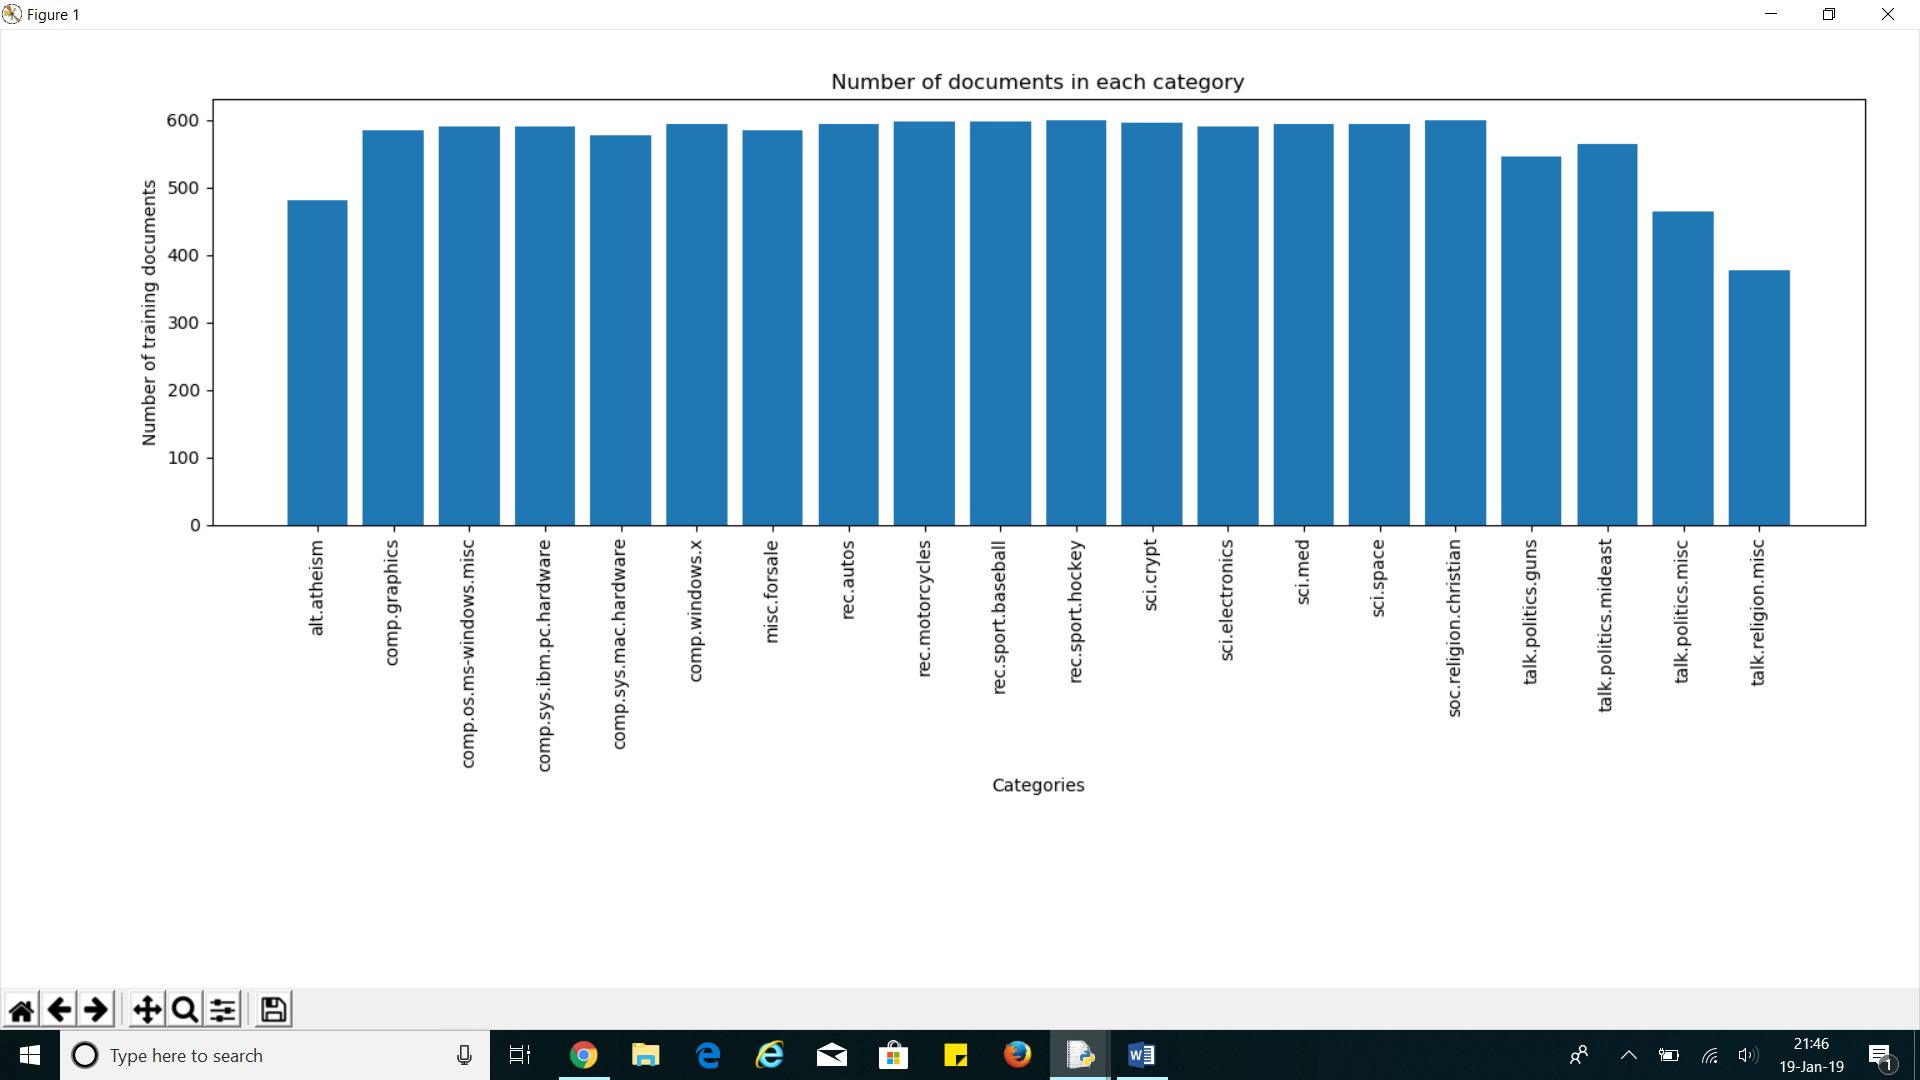 Figure 1
Number of documents in each category
Number of training documents
600
500
400
300
200
100
0
alt.atheism
comp.graphics
comp.os.ms-windows.misc
comp.sys.ibm.pc.hardware
comp.sys.mac.hardware
comp.windows.x
misc.forsale
rec.autos
rec.motorcycles
rec.sport.baseball
rec.sport.hockey
sci.crypt
sci.electronics
sci.med
sci.space
soc.religion.christian
talk.politics.guns
talk.politics.mideast
talk.politics.misc
talk.religion.misc
Categories
Type here to search
21:46
19-Jan-19
1